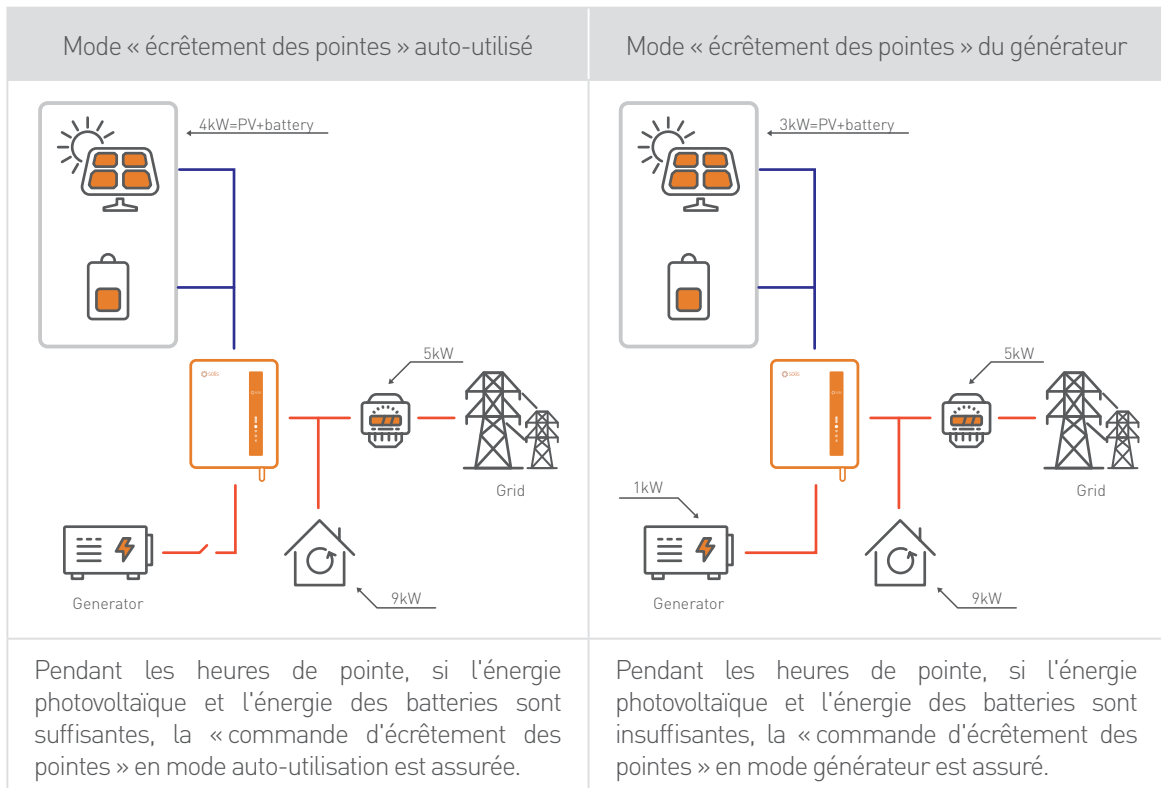 Mode « écrêtement des pointes » auto-utilisé
Mode « écrêtement des pointes » du générateur
4kW=PV+battery
5kW
Grid
Generator
9kW
3kW=PV+battery
5kW
Grid
1kW
Generator
9kW
Pendant les heures de pointe, si l'énergie
photovoltaïque et l'énergie des batteries sont
suffisantes, la « commande d'écrêtement des
pointes » en mode auto-utilisation est assurée.
Pendant les heures de pointe, si l'énergie
photovoltaïque et l'énergie des batteries sont
insuffisantes, la « commande d'écrêtement des
pointes » en mode générateur est assuré.